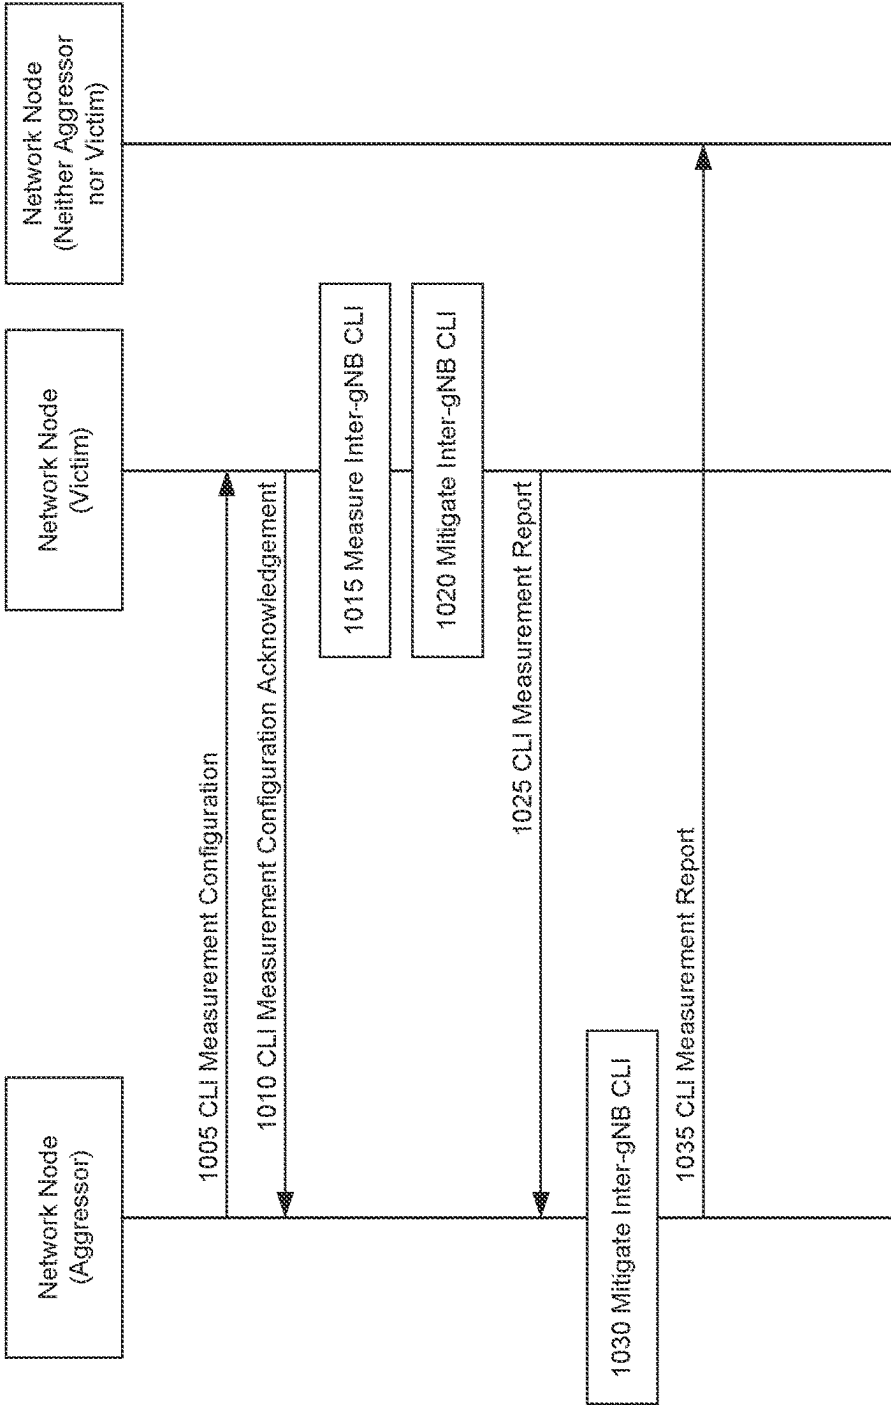 Network Node
(Aggressor)
Network Node
(Victim)
Network Node
(Neither Aggressor
nor Victim)
1005 CLI Measurement Configuration
1010 CLI Measurement Configuration Acknowledgement
1015 Measure Inter-gNB CLI
1020 Mitigate Inter-gNB CLI
1025 CLI Measurement Report
1030 Mitigate Inter-gNB CLI
1035 CLI Measurement Report